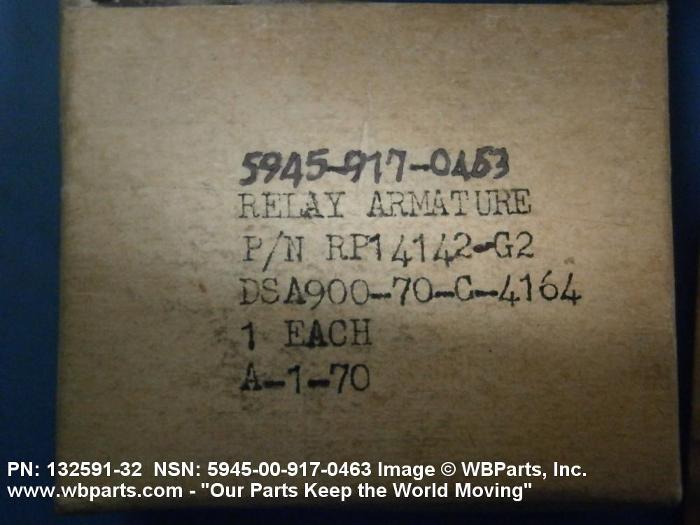 5945-917-0463
RELAY ARMATURE
P/N RP14142-G2
DSA900-70-C-4164
1 EACH
A-1-70
PN: 132591-32 NSN: 5945-00-917-0463 Image © WBParts, Inc.
www.wbparts.com - "Our Parts Keep the World Moving"